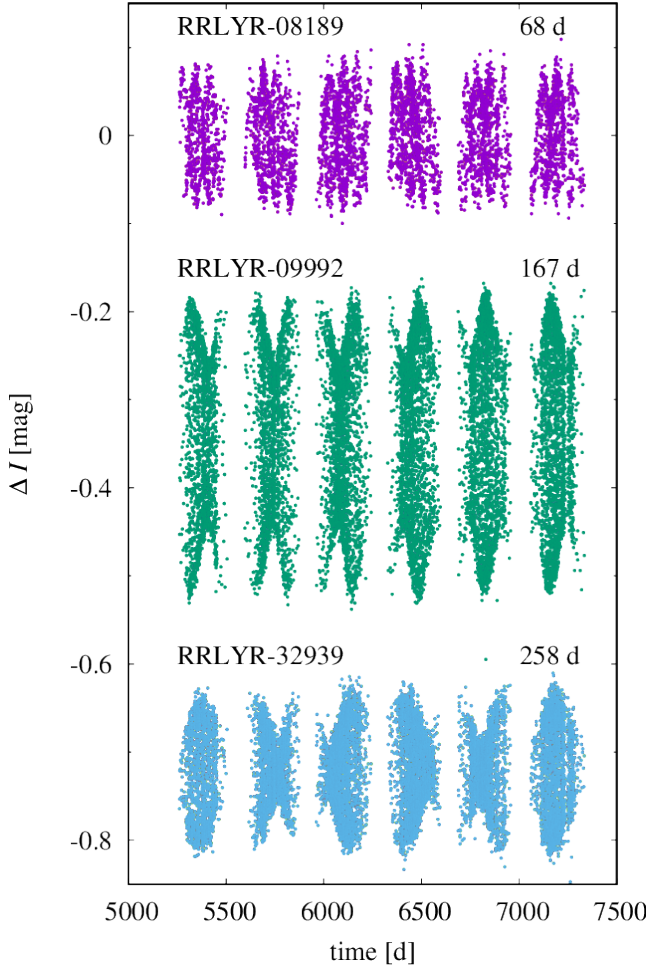 RRLYR-08189 68 d
0
RRLYR-09992 167 d
-0.2
Δ I [mag]
-0.4
-0.6
RRLYR-32939 258 d
-0.8
5000 5500 6000 6500 7000 7500
time [d]